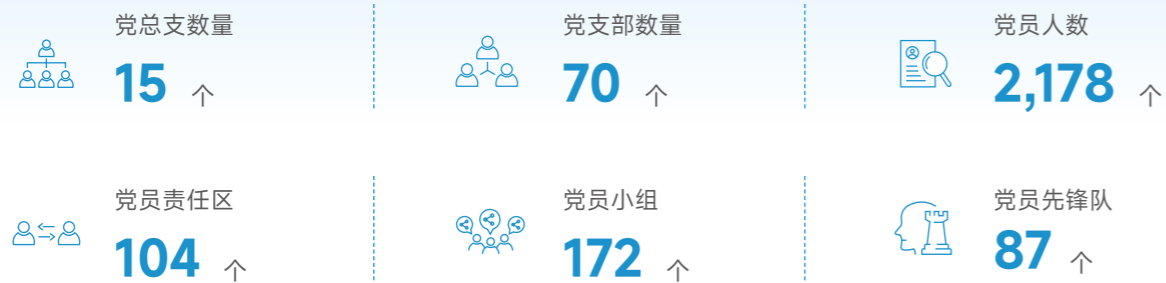 党总支数量
15 个
党支部数量
70 个
党员人数
2,178 个
党员责任区
104 个
党员小组
172 个
党员先锋队
87 个